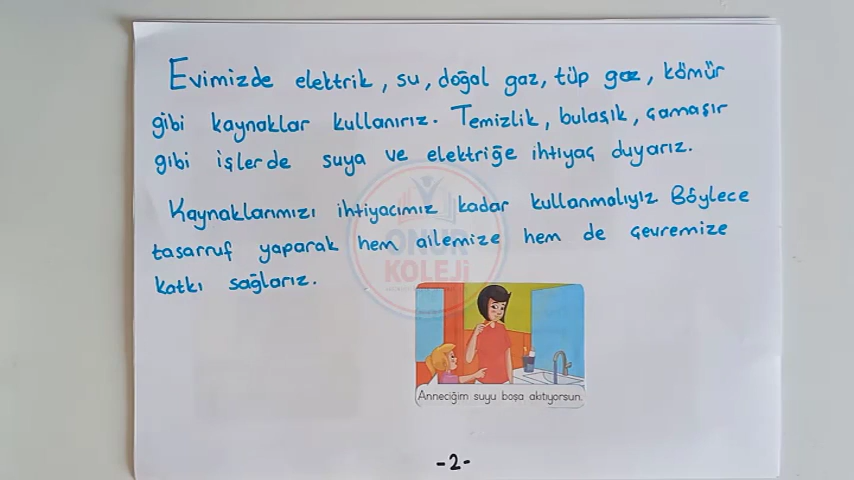 Evimizde elektrik, su, doğal gaz, tüp gaz, kömür
gibi kaynaklar kullanırız. Temizlik, bulaşık, çamaşır
gibi işlerde suya ve elektriğe ihtiyaç duyarız.
Kaynaklarımızı ihtiyacımız kadar kullanmalıyız Böylece
tasarruf yaparak hem ailemize hem de çevremize
katkı sağlarız.
ONUR
KOLEJİ
Anneciğim suyu boşa akıtıyorsun.
-2-